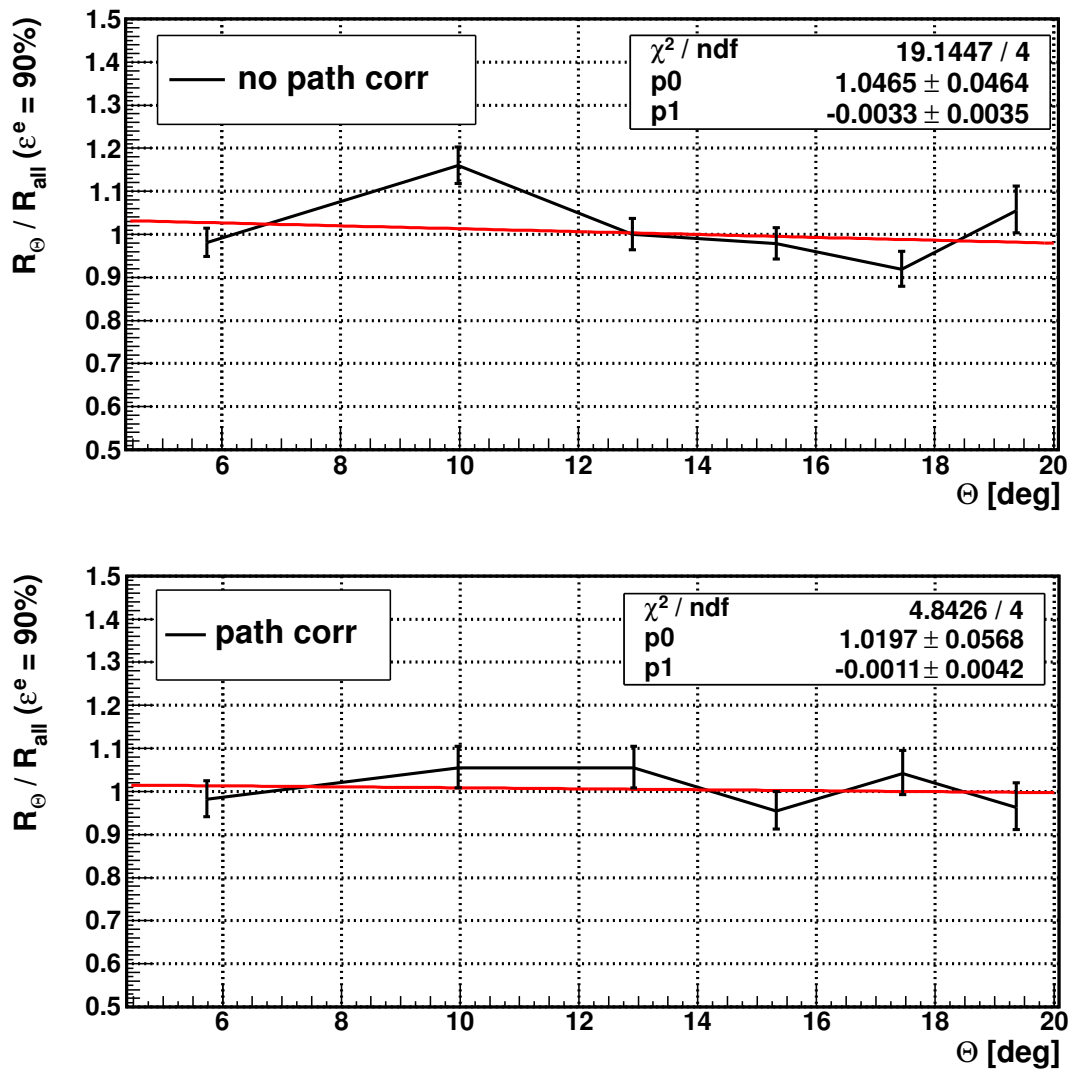 R_Θ / R_all (ε^e = 90%)
1.5
1.4
1.3
1.2
1.1
1
0.9
0.8
0.7
0.6
0.5
no path corr
χ² / ndf 19.1447 / 4
p0 1.0465 ± 0.0464
p1 -0.0033 ± 0.0035
6 8 10 12 14 16 18 20
Θ [deg]
R_Θ / R_all (ε^e = 90%)
1.5
1.4
1.3
1.2
1.1
1
0.9
0.8
0.7
0.6
0.5
path corr
χ² / ndf 4.8426 / 4
p0 1.0197 ± 0.0568
p1 -0.0011 ± 0.0042
6 8 10 12 14 16 18 20
Θ [deg]